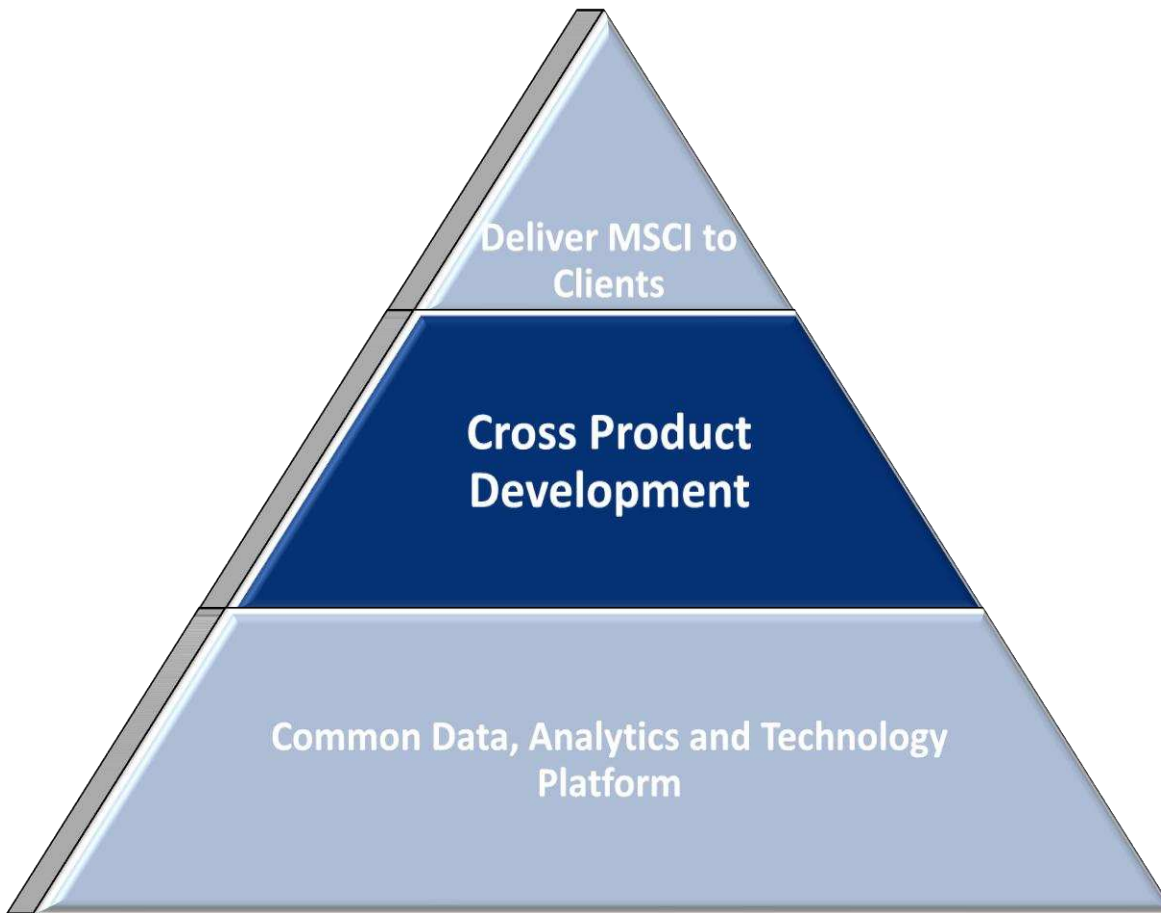 Deliver MSCI to
Clients
Cross Product
Development
Common Data, Analytics and Technology
Platform